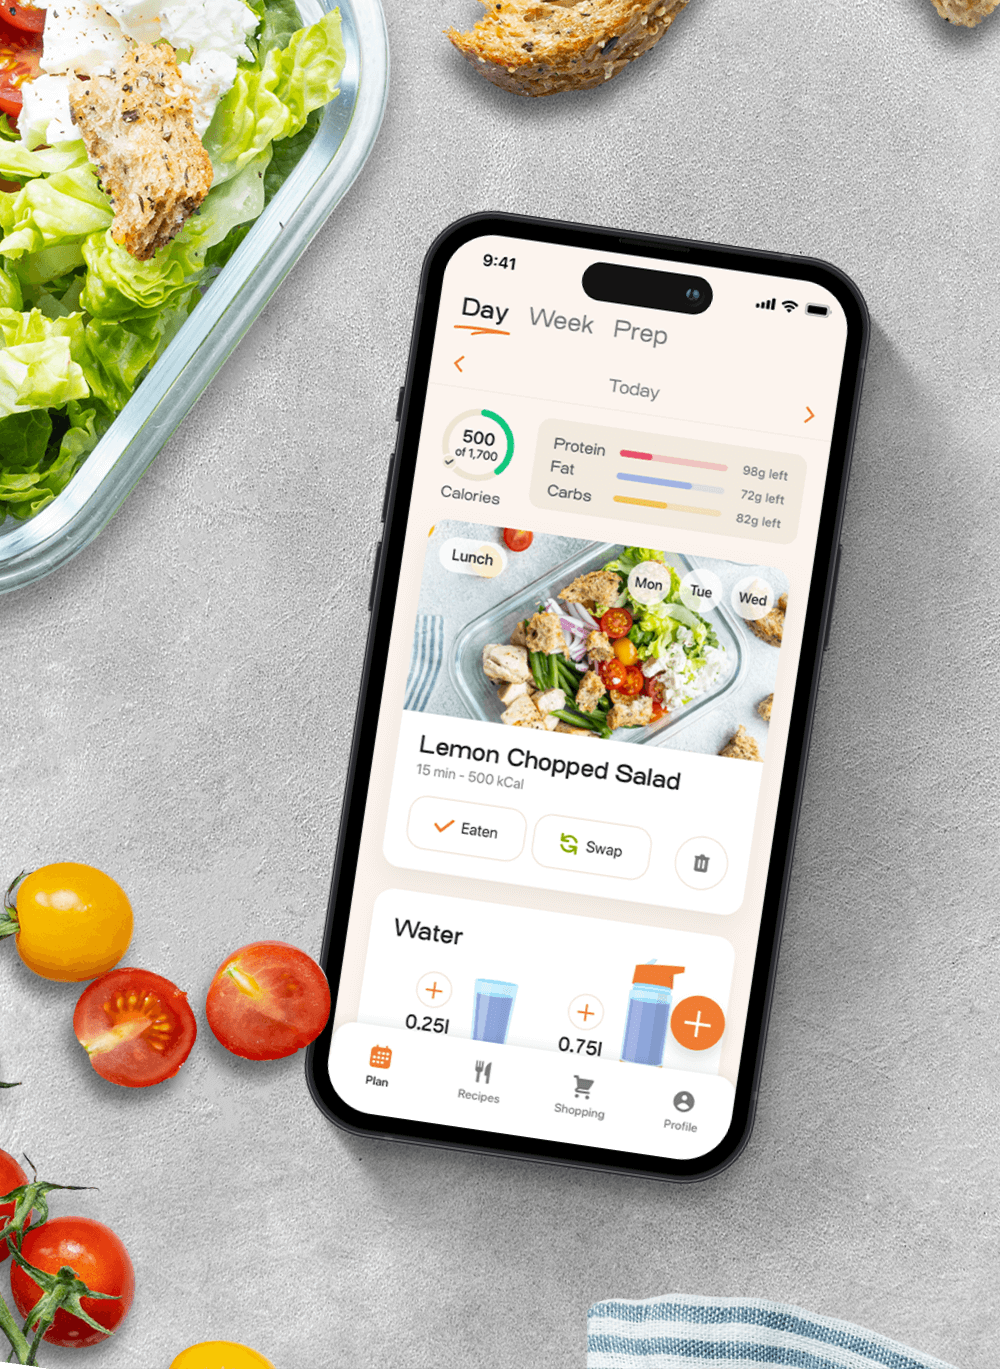 9:41
Day Week Prep
Today
500
of 1,700
Calories
Protein 98g left
Fat 72g left
Carbs 82g left
Lunch Mon Tue Wed
Lemon Chopped Salad
15 min - 500 kCal
Eaten Swap
Water
0.25l 0.75l
Plan Recipes Shopping Profile